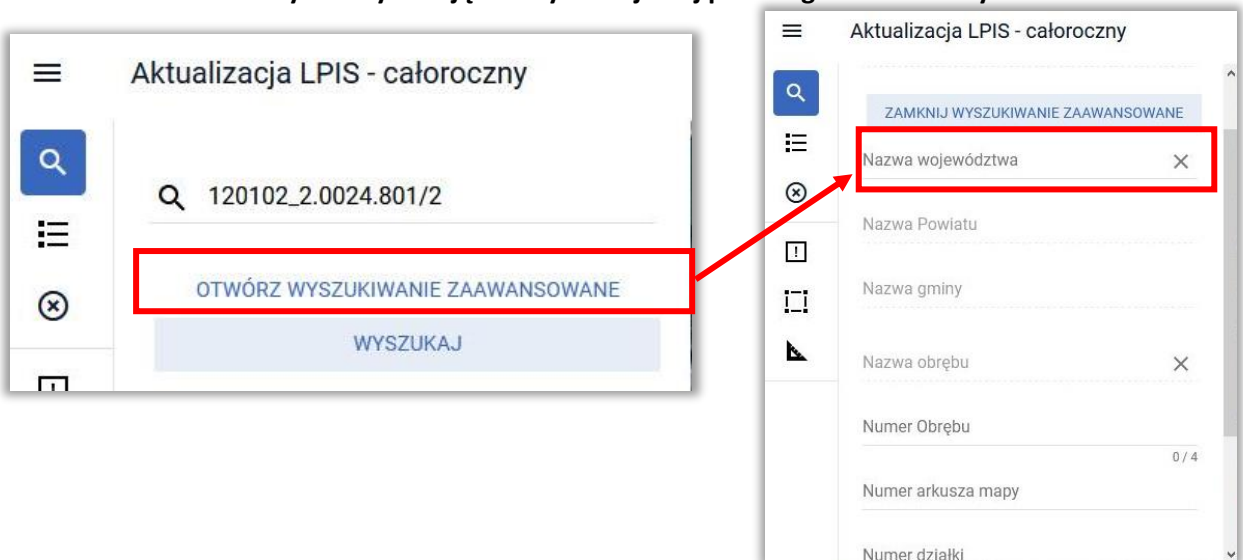 Aktualizacja LPIS - całoroczny
120102_2.0024.801/2
OTWÓRZ WYSZUKIWANIE ZAAWANSOWANE
WYSZUKAJ
Aktualizacja LPIS - całoroczny
ZAMKNIJ WYSZUKIWANIE ZAAWANSOWANE
Nazwa województwa
Nazwa Powiatu
Nazwa gminy
Nazwa obrębu
Numer Obrębu
0 / 4
Numer arkusza mapy
Numer działki